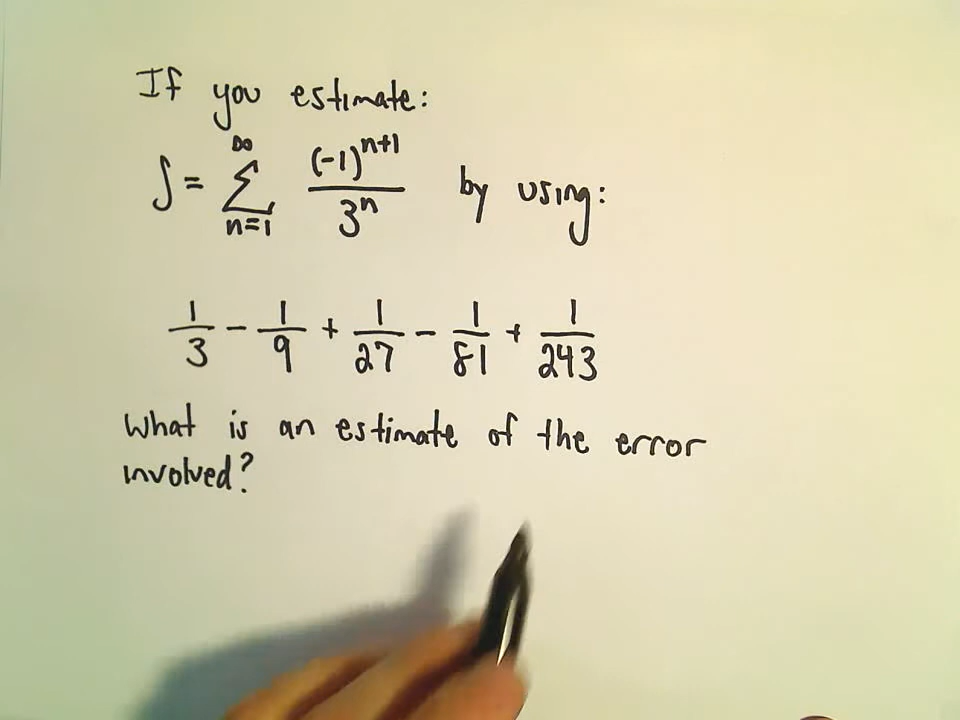 If you estimate:
S = ∑_{n=1}^{∞} (-1)^{n+1}/3^n by using:
1/3 - 1/9 + 1/27 - 1/81 + 1/243
What is an estimate of the error
involved?